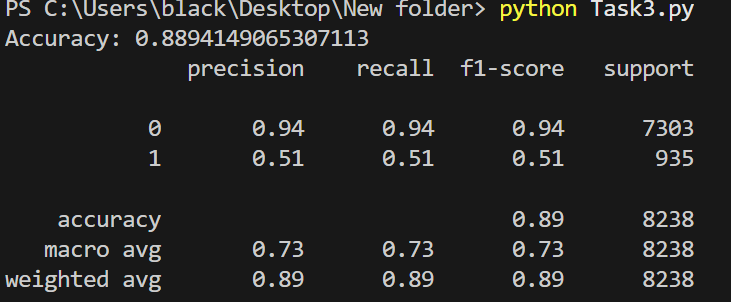 PS C:\Users\black\Desktop\New folder> python Task3.py
Accuracy: 0.8894149065307113
precision recall f1-score support
0 0.94 0.94 0.94 7303
1 0.51 0.51 0.51 935
accuracy 0.89 8238
macro avg 0.73 0.73 0.73 8238
weighted avg 0.89 0.89 0.89 8238